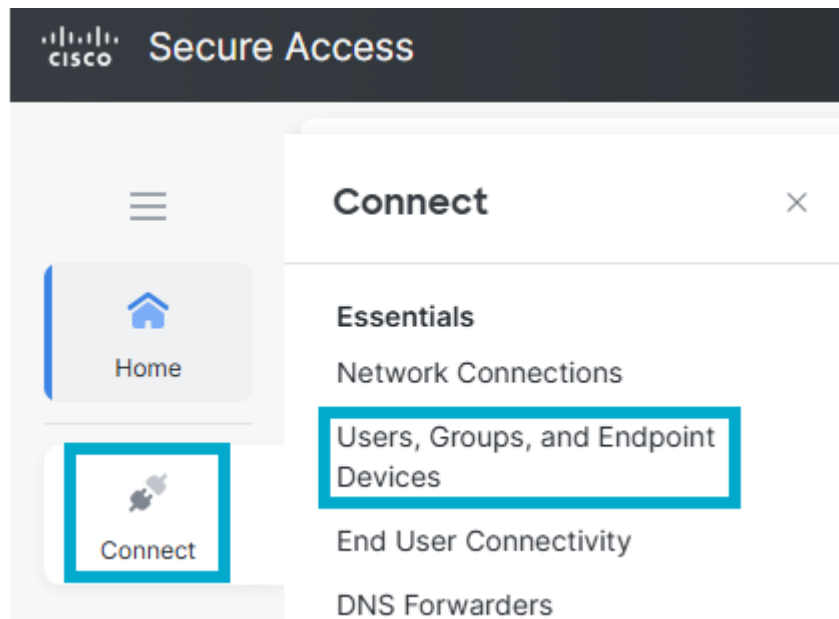 cisco Secure Access
Connect
Home
Connect
Essentials
Network Connections
Users, Groups, and Endpoint
Devices
End User Connectivity
DNS Forwarders